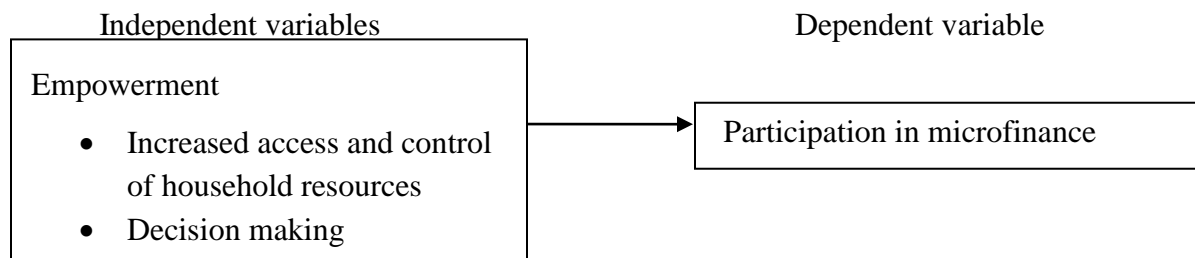 Independent variables
Dependent variable
Empowerment
• Increased access and control
of household resources
• Decision making
Participation in microfinance